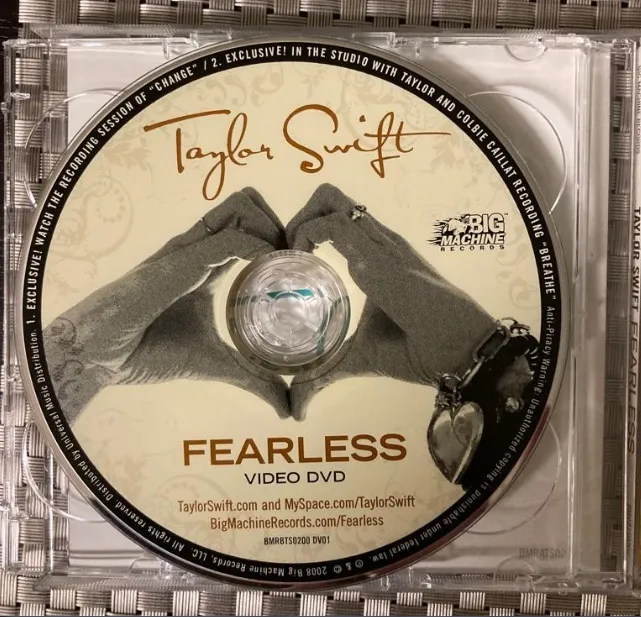 1. EXCLUSIVE! WATCH THE RECORDING SESSION OF "CHANGE" / 2. EXCLUSIVE! IN THE STUDIO WITH TAYLOR AND COLBIE CAILLAT RECORDING "BREATHE"
Taylor Swift
BIG
MACHINE
RECORDS
FEARLESS
VIDEO DVD
TaylorSwift.com and MySpace.com/TaylorSwift
BigMachineRecords.com/Fearless
BMRBTS0200 DV01
Anti-Piracy Warning: Unauthorized copying is punishable under federal law. ℗ & © 2008 Big Machine Records, LLC. All rights reserved. Distributed by Universal Music Distribution.
FEARLESS